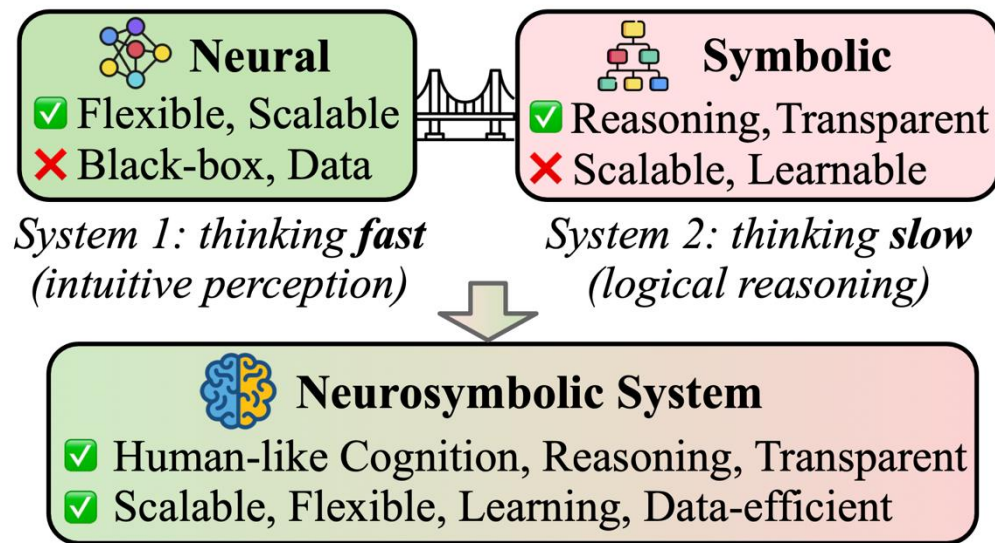 Neural
✅ Flexible, Scalable
❌ Black-box, Data
System 1: thinking fast
(intuitive perception)
Symbolic
✅ Reasoning, Transparent
❌ Scalable, Learnable
System 2: thinking slow
(logical reasoning)
Neurosymbolic System
✅ Human-like Cognition, Reasoning, Transparent
✅ Scalable, Flexible, Learning, Data-efficient